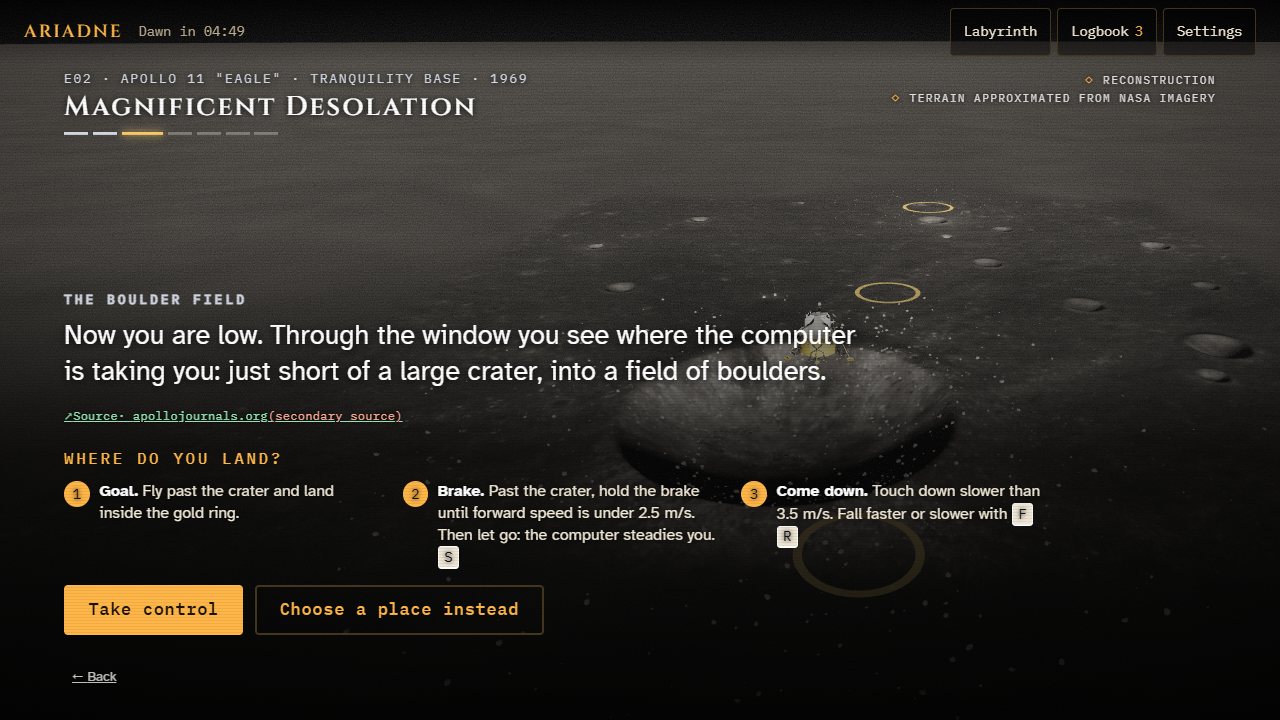 ARIADNE Dawn in 04:49 Labyrinth Logbook 3 Settings
E02 · APOLLO 11 "EAGLE" · TRANQUILITY BASE · 1969
Magnificent Desolation
◇ RECONSTRUCTION
◇ TERRAIN APPROXIMATED FROM NASA IMAGERY
THE BOULDER FIELD
Now you are low. Through the window you see where the computer
is taking you: just short of a large crater, into a field of boulders.
↗Source· apollojournals.org(secondary source)
WHERE DO YOU LAND?
1 Goal. Fly past the crater and land
inside the gold ring.
2 Brake. Past the crater, hold the brake
until forward speed is under 2.5 m/s.
Then let go: the computer steadies you.
S
3 Come down. Touch down slower than
3.5 m/s. Fall faster or slower with F
R
Take control Choose a place instead
← Back